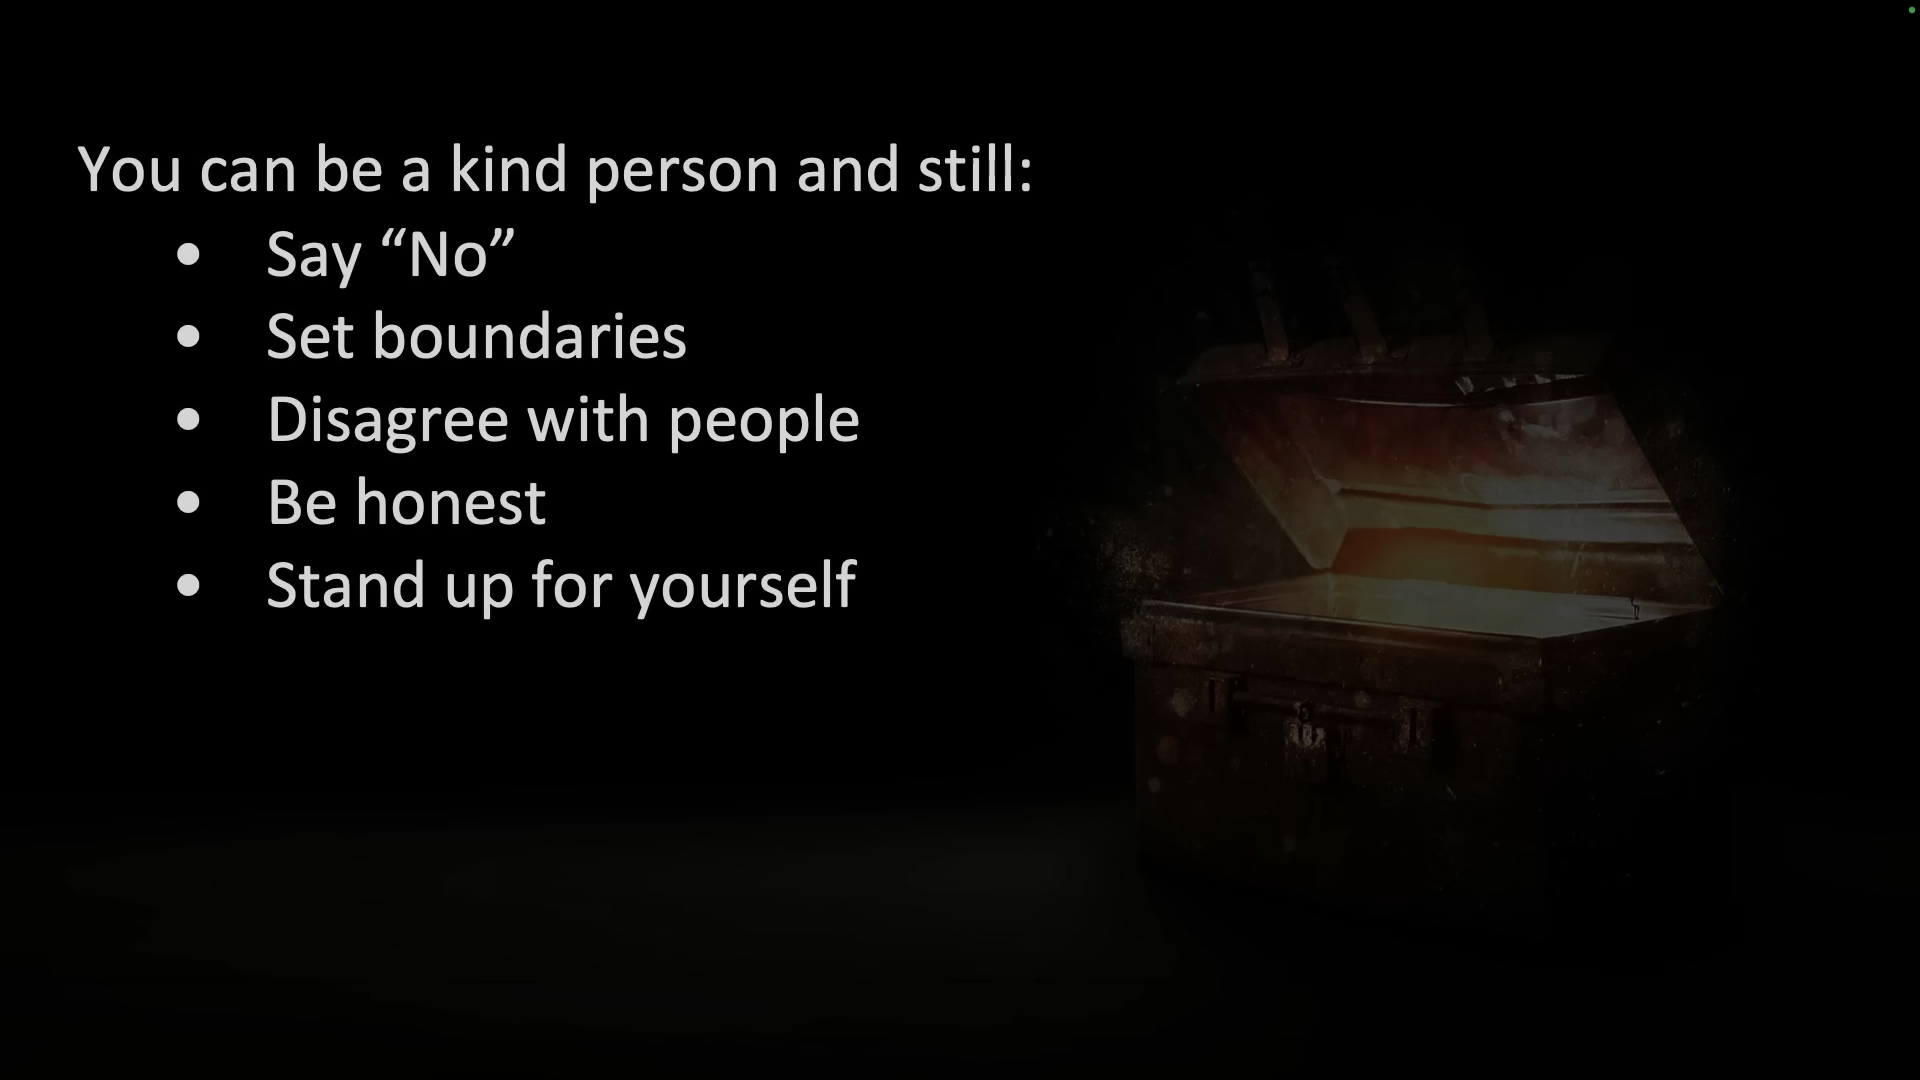 You can be a kind person and still:
• Say “No”
• Set boundaries
• Disagree with people
• Be honest
• Stand up for yourself